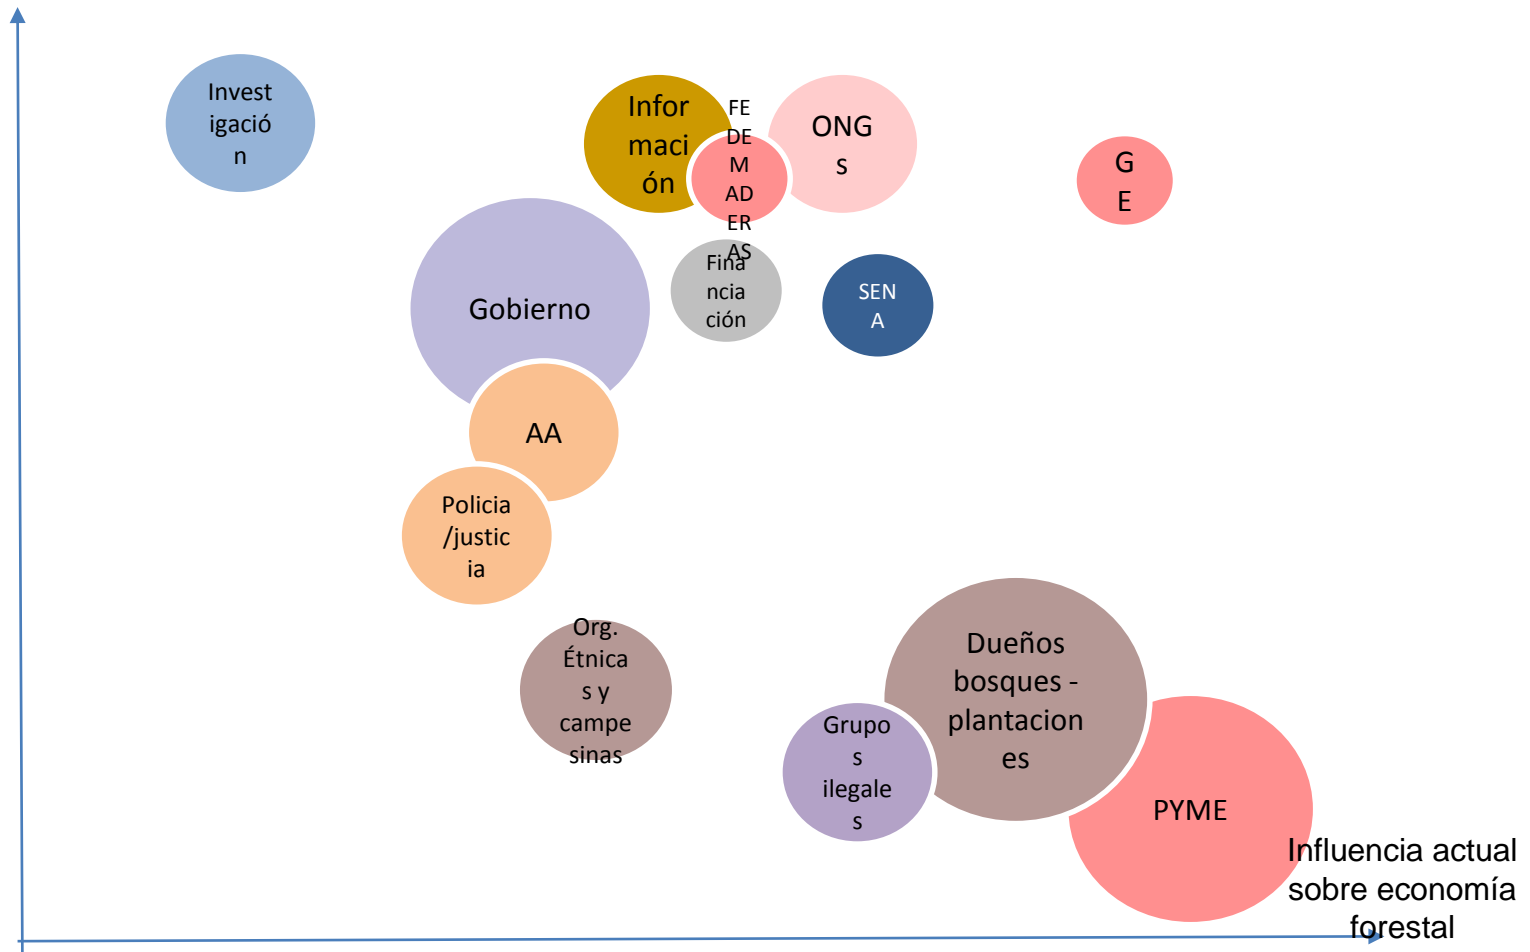 Invest
igació
n
Infor
maci
ón
FE
DE
M
AD
ER
AS
ONG
s
G
E
Gobierno
Fina
ncia
ción
SEN
A
AA
Policia
/justic
ia
Org.
Étnica
s y
campe
sinas
Dueños
bosques -
plantacion
es
Grupo
s
ilegale
s
PYME
Influencia actual
sobre economía
forestal